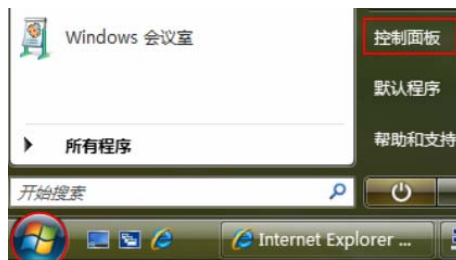 Windows 会议室
控制面板
默认程序
所有程序
帮助和支持
开始搜索
Internet Explorer ...